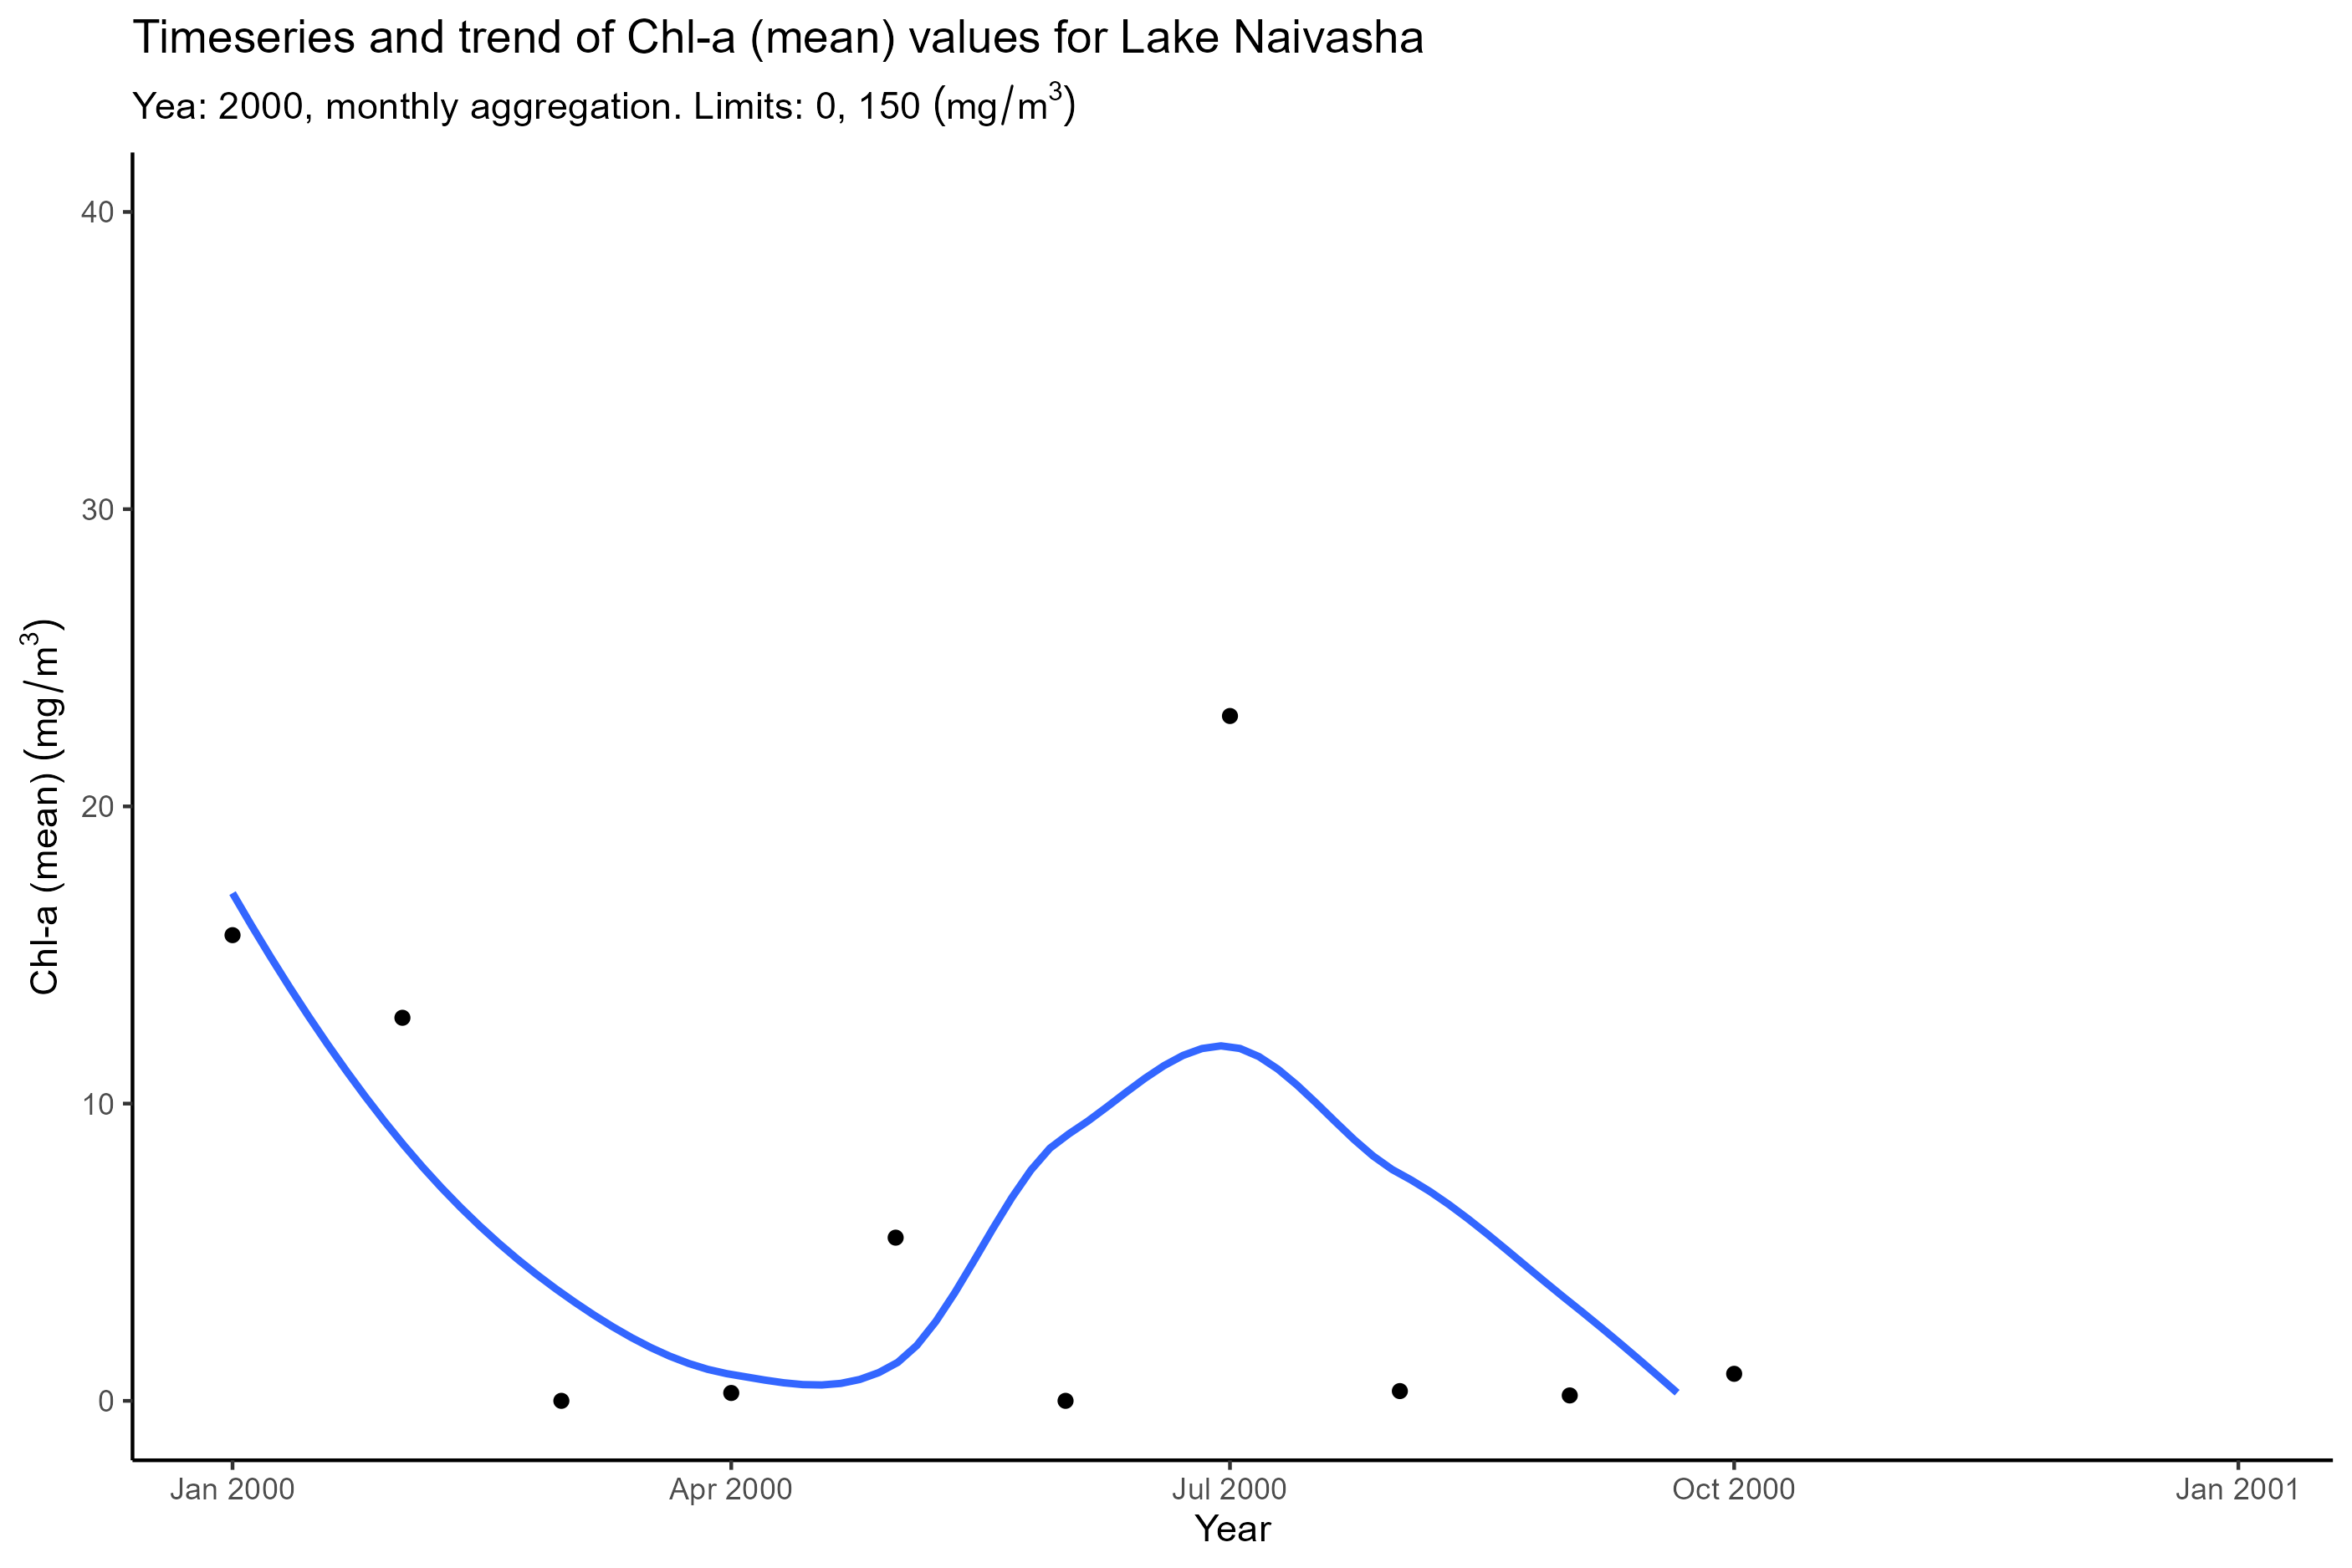 Timeseries and trend of Chl-a (mean) values for Lake Naivasha
Yea: 2000, monthly aggregation. Limits: 0, 150 (mg/m³)
40
30
20
10
0
Chl-a (mean) (mg/m³)
Jan 2000
Apr 2000
Jul 2000
Oct 2000
Jan 2001
Year